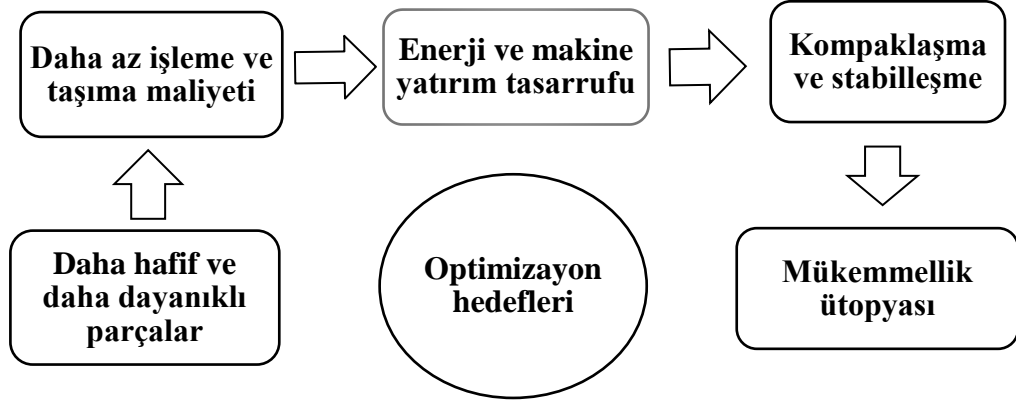 Daha az işleme ve
taşıma maliyeti
Enerji ve makine
yatırım tasarrufu
Kompaklaşma
ve stabilleşme
Daha hafif ve
daha dayanıklı
parçalar
Optimizayon
hedefleri
Mükemmellik
ütopyası